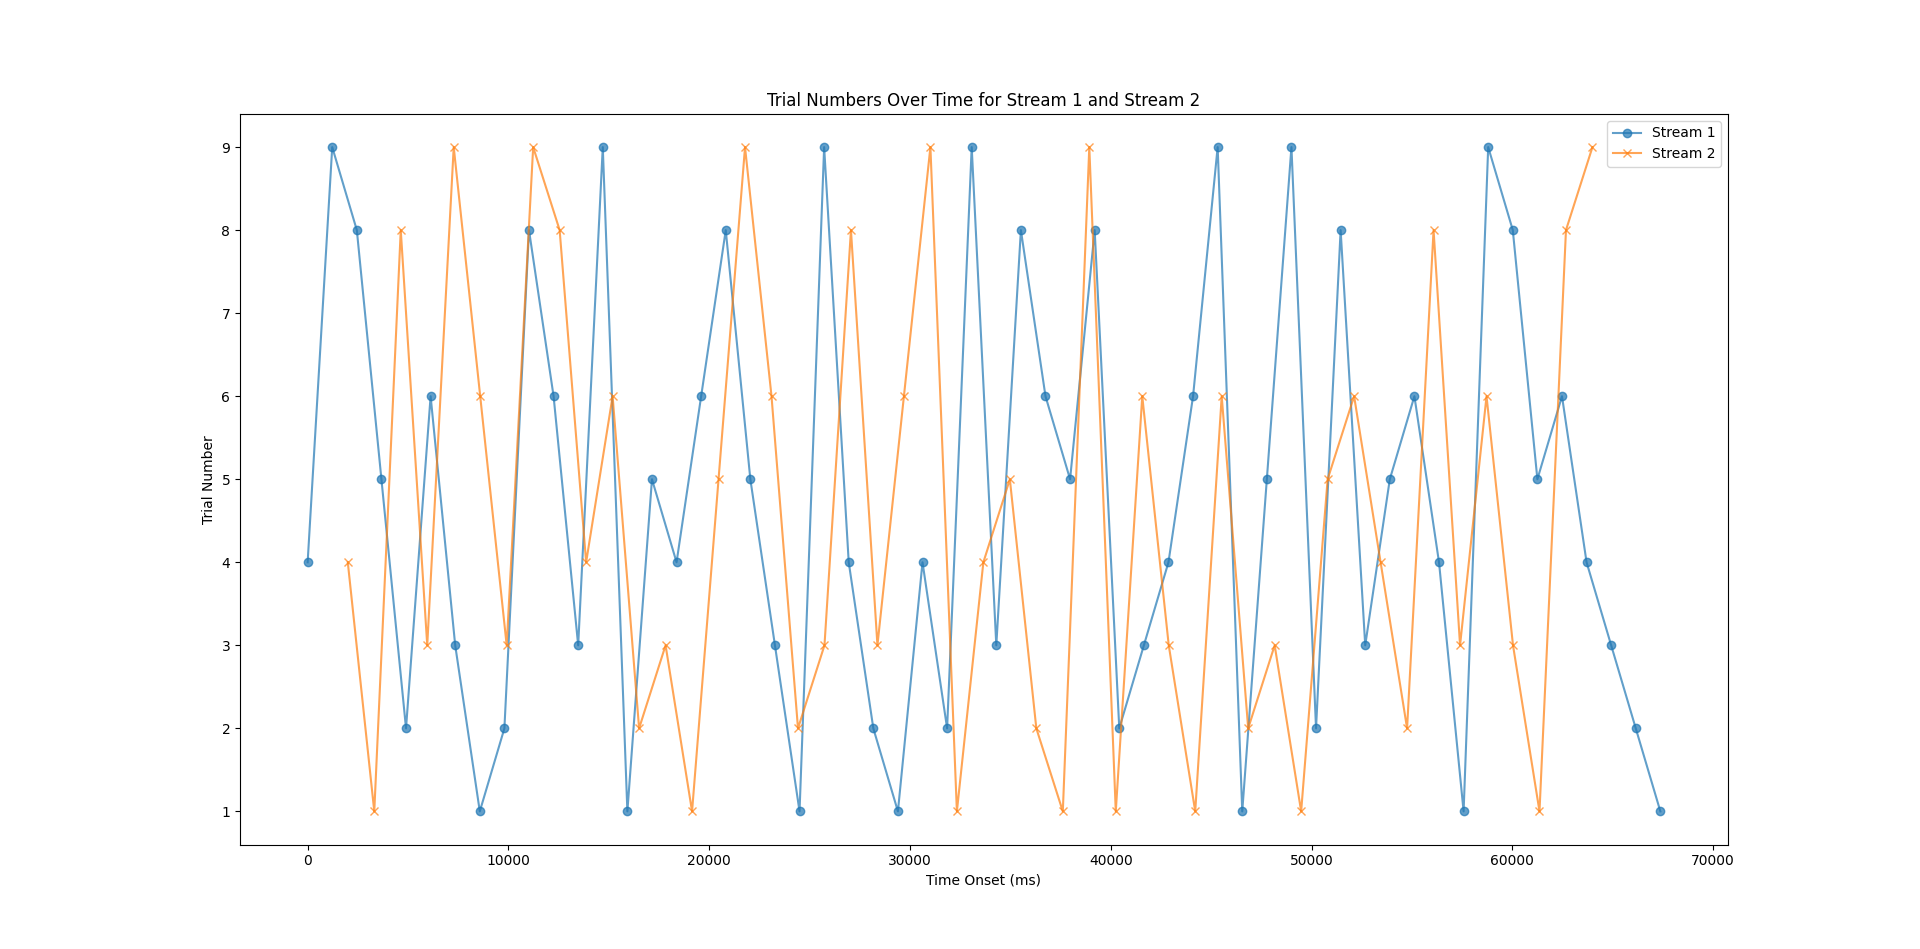 Trial Numbers Over Time for Stream 1 and Stream 2
Stream 1
Stream 2
9
8
7
6
5
4
3
2
1
Trial Number
0 10000 20000 30000 40000 50000 60000 70000
Time Onset (ms)